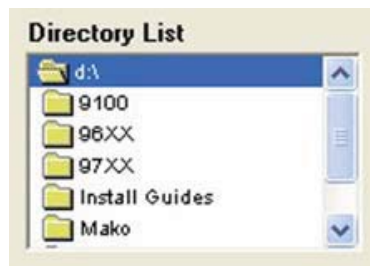 Directory List
d:\
9100
96XX
97XX
Install Guides
Mako